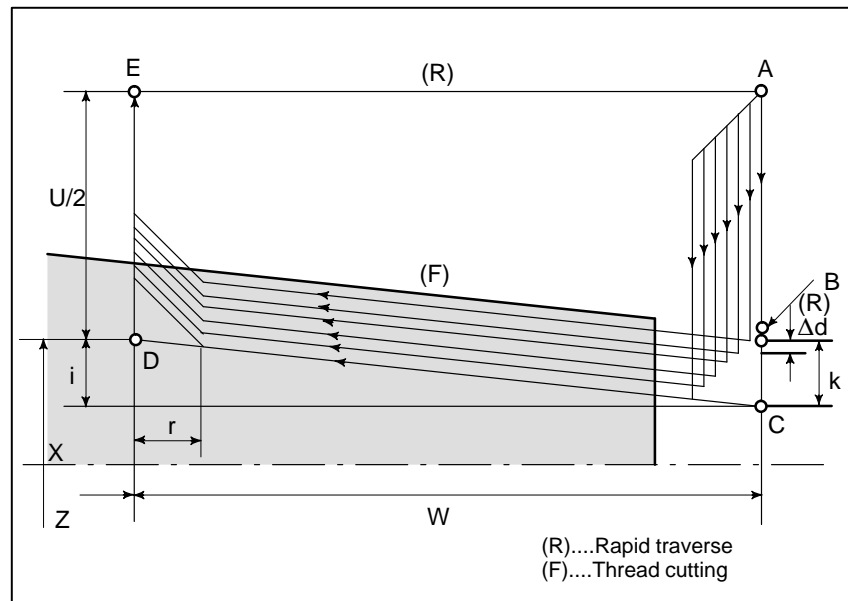 E
(R)
A
U/2
(F)
B
(R)
Δd
D
i
k
r
C
X
Z
W
(R)....Rapid traverse
(F)....Thread cutting